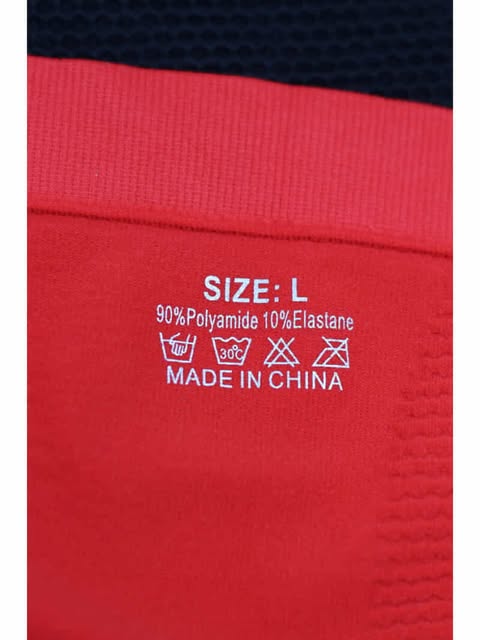 SIZE: L
90%Polyamide 10%Elastane
30°C
MADE IN CHINA